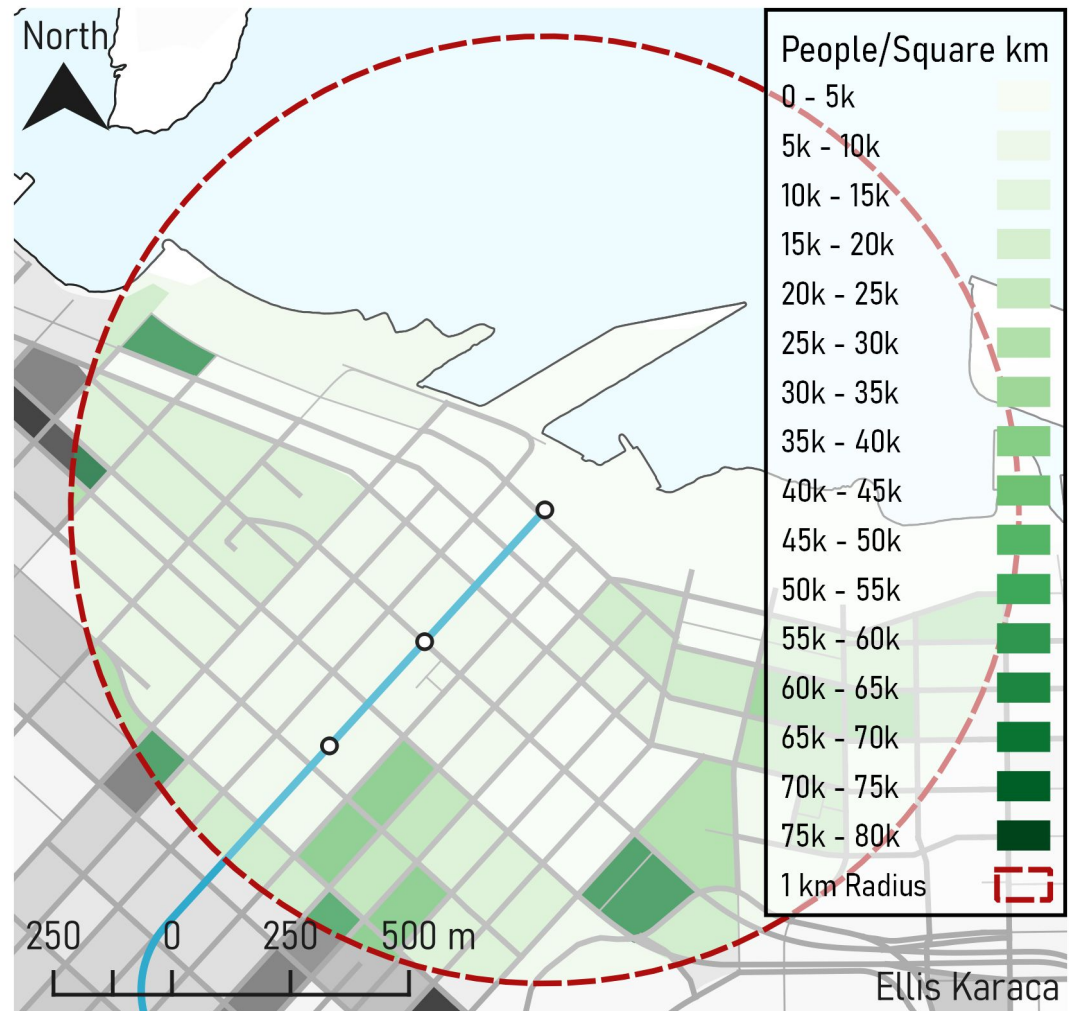 North
People/Square km
0 - 5k
5k - 10k
10k - 15k
15k - 20k
20k - 25k
25k - 30k
30k - 35k
35k - 40k
40k - 45k
45k - 50k
50k - 55k
55k - 60k
60k - 65k
65k - 70k
70k - 75k
75k - 80k
1 km Radius
250 0 250 500 m
Ellis Karaca